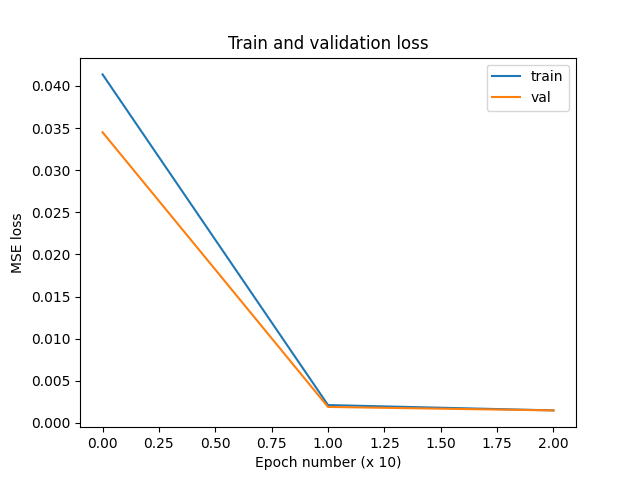 Train and validation loss
train
val
0.040
0.035
0.030
0.025
0.020
0.015
0.010
0.005
0.000
MSE loss
0.00 0.25 0.50 0.75 1.00 1.25 1.50 1.75 2.00
Epoch number (x 10)